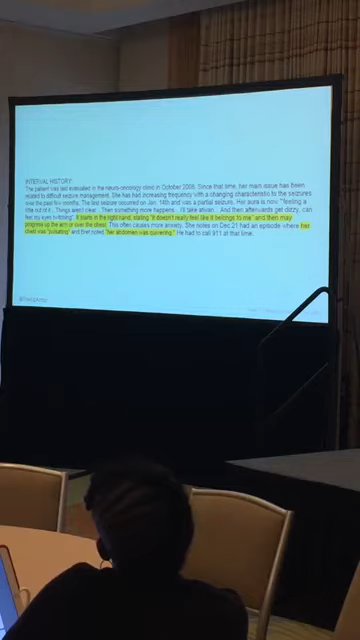 INTERVAL HISTORY:
The patient was last evaluated in the neuro-oncology clinic in October 2008. Since that time, her main issue has been
related to difficult seizure management. She has had increasing frequency with a changing characteristic to the seizures
over the past few months. The last seizure occurred on Jan. 14th and was a partial seizure. Her aura is now "feeling a
little out of it. Things aren't clear. Then something more happens... I'll take ativan. And then afterwards get dizzy, can
feel my eyes twitching". It starts in the right hand, stating "it doesn't really feel like it belongs to me" and then may
progress up the arm or over the chest. This often causes more anxiety. She notes on Dec 21 had an episode where her
chest was "pulsating" and Bret noted "her abdomen was quivering." He had to call 911 at that time.